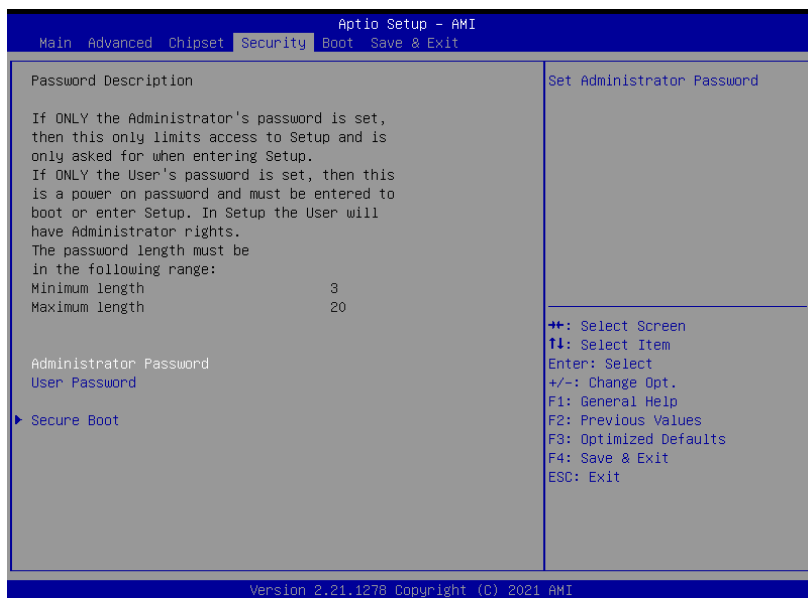 Aptio Setup – AMI
Main Advanced Chipset Security Boot Save & Exit
Password Description
If ONLY the Administrator's password is set,
then this only limits access to Setup and is
only asked for when entering Setup.
If ONLY the User's password is set, then this
is a power on password and must be entered to
boot or enter Setup. In Setup the User will
have Administrator rights.
The password length must be
in the following range:
Minimum length 3
Maximum length 20
Administrator Password
User Password
Secure Boot
Set Administrator Password
→←: Select Screen
↑↓: Select Item
Enter: Select
+/-: Change Opt.
F1: General Help
F2: Previous Values
F3: Optimized Defaults
F4: Save & Exit
ESC: Exit
Version 2.21.1278 Copyright (C) 2021 AMI